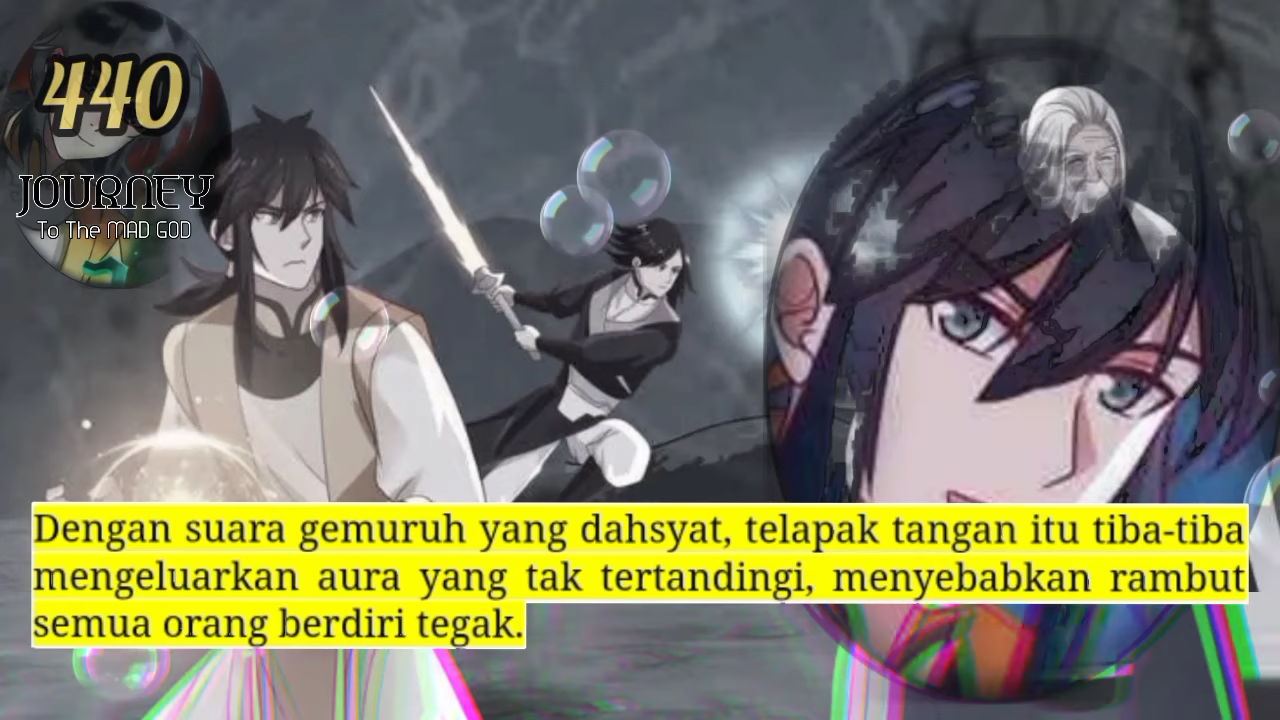 440
JOURNEY
To The MAD GOD
Dengan suara gemuruh yang dahsyat, telapak tangan itu tiba-tiba
mengeluarkan aura yang tak tertandingi, menyebabkan rambut
semua orang berdiri tegak.